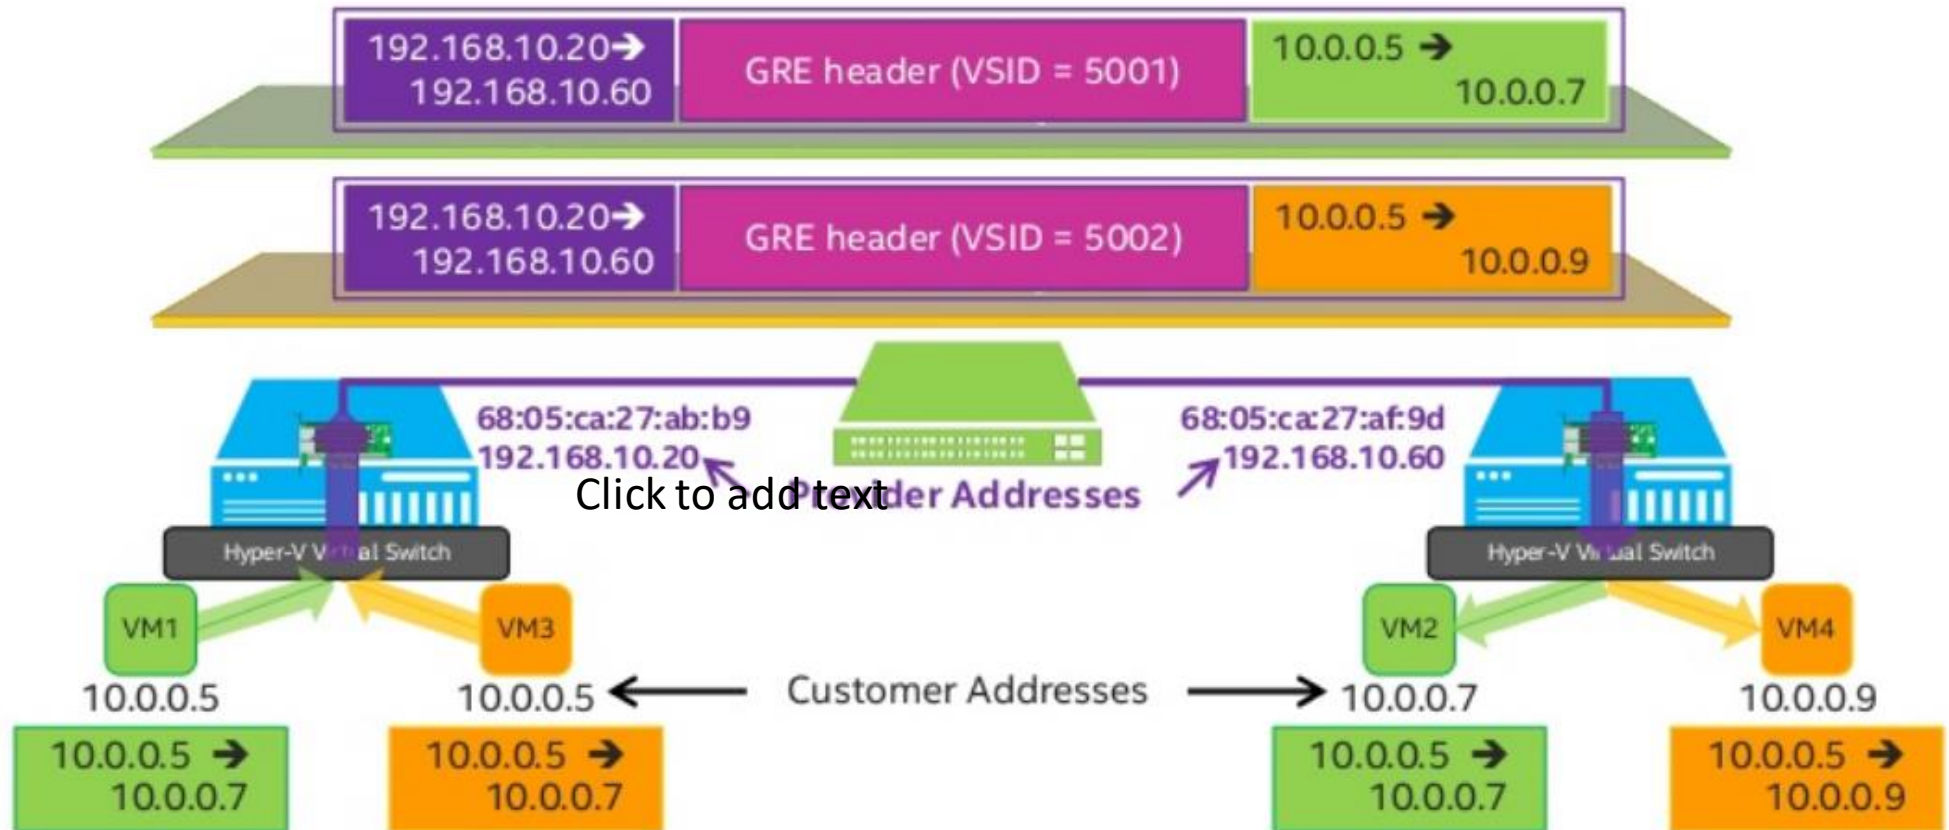 192.168.10.20➔
192.168.10.60
GRE header (VSID = 5001)
10.0.0.5 ➔
10.0.0.7
192.168.10.20➔
192.168.10.60
GRE header (VSID = 5002)
10.0.0.5 ➔
10.0.0.9
68:05:ca:27:ab:b9
192.168.10.20
68:05:ca:27:af:9d
192.168.10.60
Click to add text
Provider Addresses
Hyper-V Virtual Switch
Hyper-V Virtual Switch
VM1
VM3
VM2
VM4
10.0.0.5
10.0.0.5
Customer Addresses
10.0.0.7
10.0.0.9
10.0.0.5 ➔
10.0.0.7
10.0.0.5 ➔
10.0.0.7
10.0.0.5 ➔
10.0.0.7
10.0.0.5 ➔
10.0.0.9